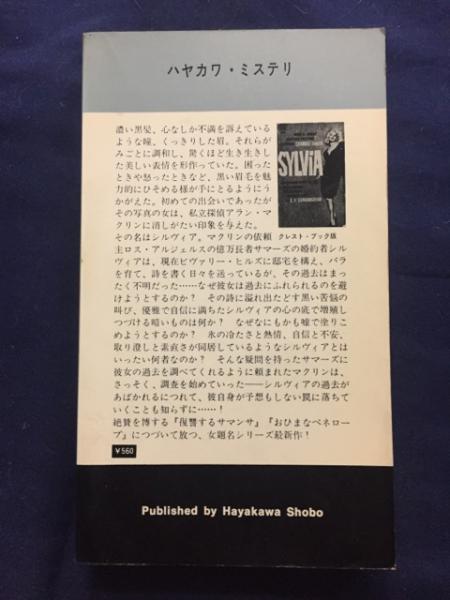 ハヤカワ・ミステリ
濃い黒髪、心なしか不満を訴えている
ような瞳、くっきりした眉。それらが
みごとに調和し、驚くほど生き生きし
た美しい表情を形作っていた。困った
ときや怒ったときなど、黒い眉毛を魅
力的にひそめる様が手にとるようにう
かがえた。初めての出会いであったが
その写真の女は、私立探偵アラン・マ
クリンに消しがたい印象を与えた。
SYLVIA
E.V. CUNNINGHAM
クレスト・ブック版
その名はシルヴィア。マクリンの依頼
主ロス・アルジェルスの億万長者サマーズの婚約者シル
ヴィアは、現在ビヴァリー・ヒルズに邸宅を構え、バラ
を育て、詩を書く日々を送っているが、その過去はまっ
たく不明だった……なぜ彼女は過去にふれられるのを避
けようとするのか？　その詩に溢れ出たどす黒い苦悩の
叫び、優雅で自信に満ちたシルヴィアの心の底で増殖し
つづける暗いものは何か？　なぜなにもかも嘘で塗りこ
めようとするのか？　氷の冷たさと熱情、自信と不安、
取り澄しと素直さが同居しているようなシルヴィアとは
いったい何者なのか？　そんな疑問を持ったサマーズに
彼女の過去を調べてくれるように頼まれたマクリンは、
さっそく、調査を始めていった――シルヴィアの過去が
あばかれるにつれて、彼自身が予想もしない罠に落ちて
いくことも知らずに……！
絶賛を博する『復讐するサマンサ』『おひまなペネロー
プ』につづいて放つ、女題名シリーズ最新作！
¥560
Published by Hayakawa Shobo